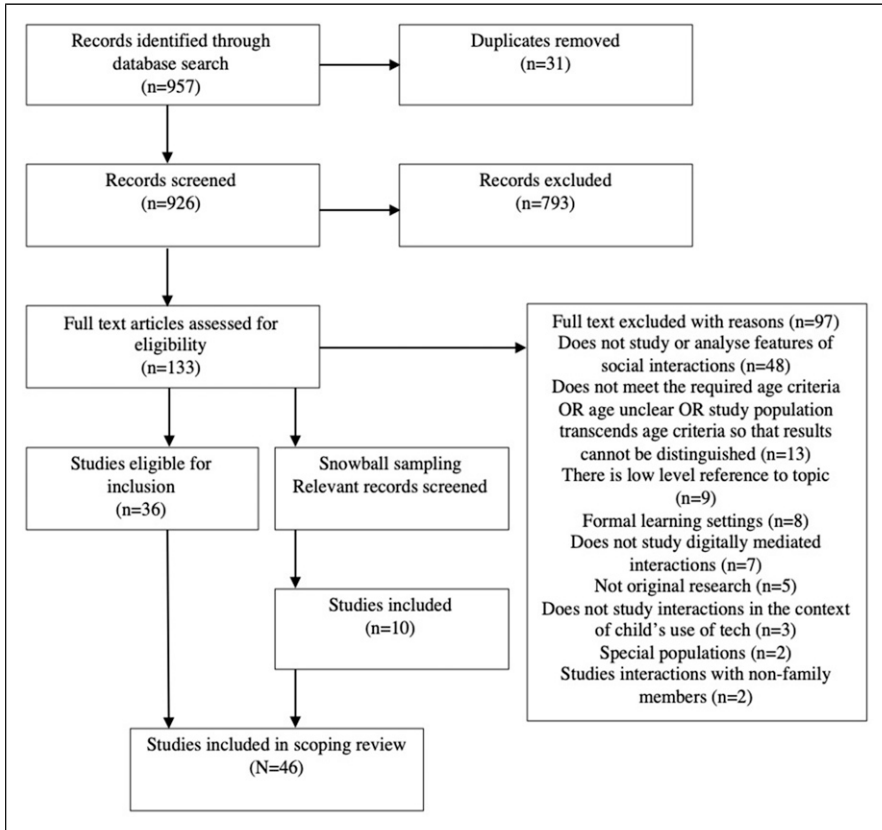 Records identified through
database search
(n=957)
Duplicates removed
(n=31)
Records screened
(n=926)
Records excluded
(n=793)
Full text articles assessed for
eligibility
(n=133)
Full text excluded with reasons (n=97)
Does not study or analyse features of
social interactions (n=48)
Does not meet the required age criteria
OR age unclear OR study population
transcends age criteria so that results
cannot be distinguished (n=13)
There is low level reference to topic
(n=9)
Formal learning settings (n=8)
Does not study digitally mediated
interactions (n=7)
Not original research (n=5)
Does not study interactions in the context
of child's use of tech (n=3)
Special populations (n=2)
Studies interactions with non-family
members (n=2)
Studies eligible for
inclusion
(n=36)
Snowball sampling
Relevant records screened
Studies included
(n=10)
Studies included in scoping review
(N=46)